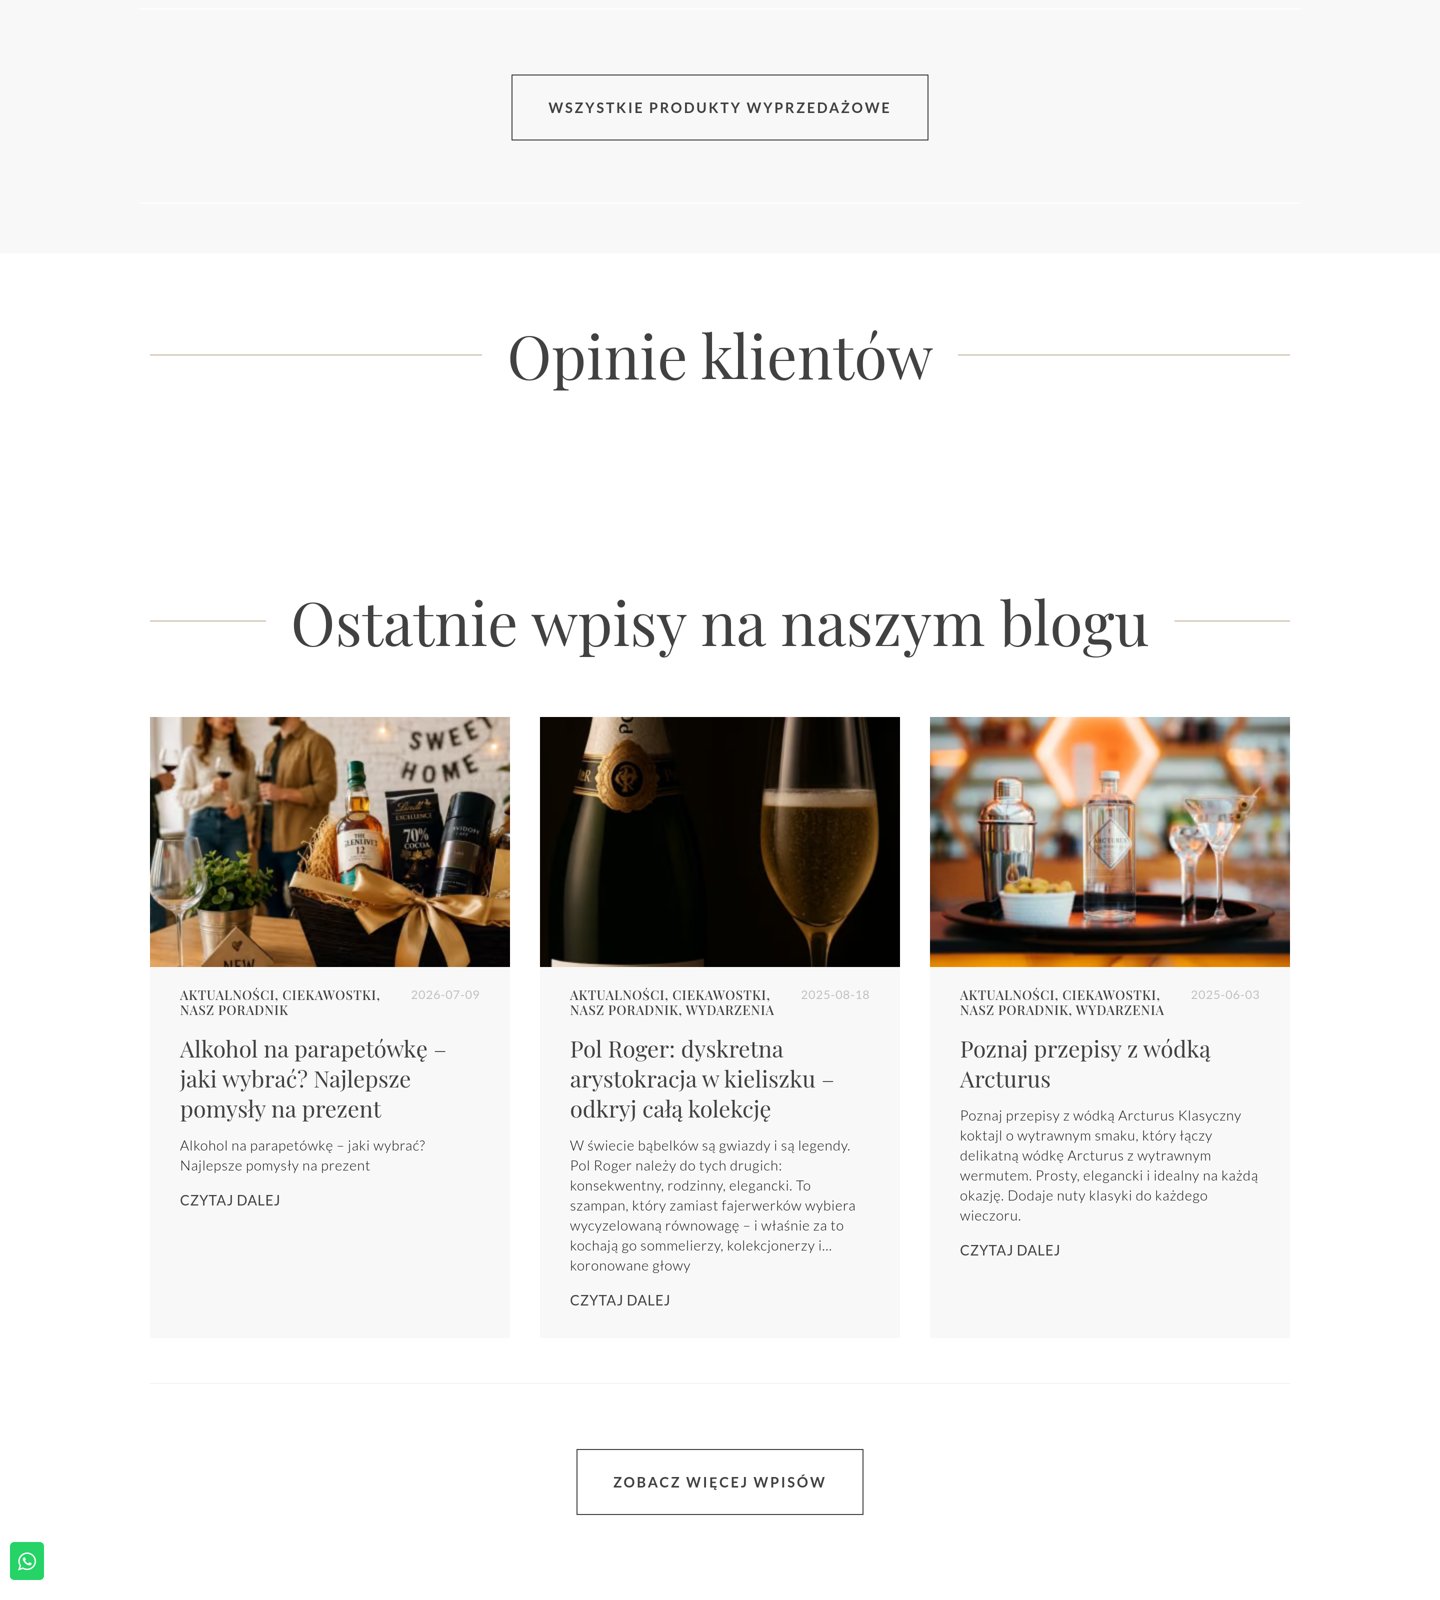 WSZYSTKIE PRODUKTY WYPRZEDAŻOWE
Opinie klientów
Ostatnie wpisy na naszym blogu
SWEET
HOME
THE
GLENLIVET
12
Lindt
EXCELLENCE
70%
COCOA
NEW
AKTUALNOŚCI, CIEKAWOSTKI,
NASZ PORADNIK
2026-07-09
Alkohol na parapetówkę –
jaki wybrać? Najlepsze
pomysły na prezent
Alkohol na parapetówkę – jaki wybrać?
Najlepsze pomysły na prezent
CZYTAJ DALEJ
AKTUALNOŚCI, CIEKAWOSTKI,
NASZ PORADNIK, WYDARZENIA
2025-08-18
Pol Roger: dyskretna
arystokracja w kieliszku –
odkryj całą kolekcję
W świecie bąbelków są gwiazdy i są legendy.
Pol Roger należy do tych drugich:
konsekwentny, rodzinny, elegancki. To
szampan, który zamiast fajerwerków wybiera
wycyzelowaną równowagę – i właśnie za to
kochają go sommelierzy, kolekcjonerzy i…
koronowane głowy
CZYTAJ DALEJ
ARCTURUS
AKTUALNOŚCI, CIEKAWOSTKI,
NASZ PORADNIK, WYDARZENIA
2025-06-03
Poznaj przepisy z wódką
Arcturus
Poznaj przepisy z wódką Arcturus Klasyczny
koktajl o wytrawnym smaku, który łączy
delikatną wódkę Arcturus z wytrawnym
wermutem. Prosty, elegancki i idealny na każdą
okazję. Dodaje nuty klasyki do każdego
wieczoru.
CZYTAJ DALEJ
ZOBACZ WIĘCEJ WPISÓW